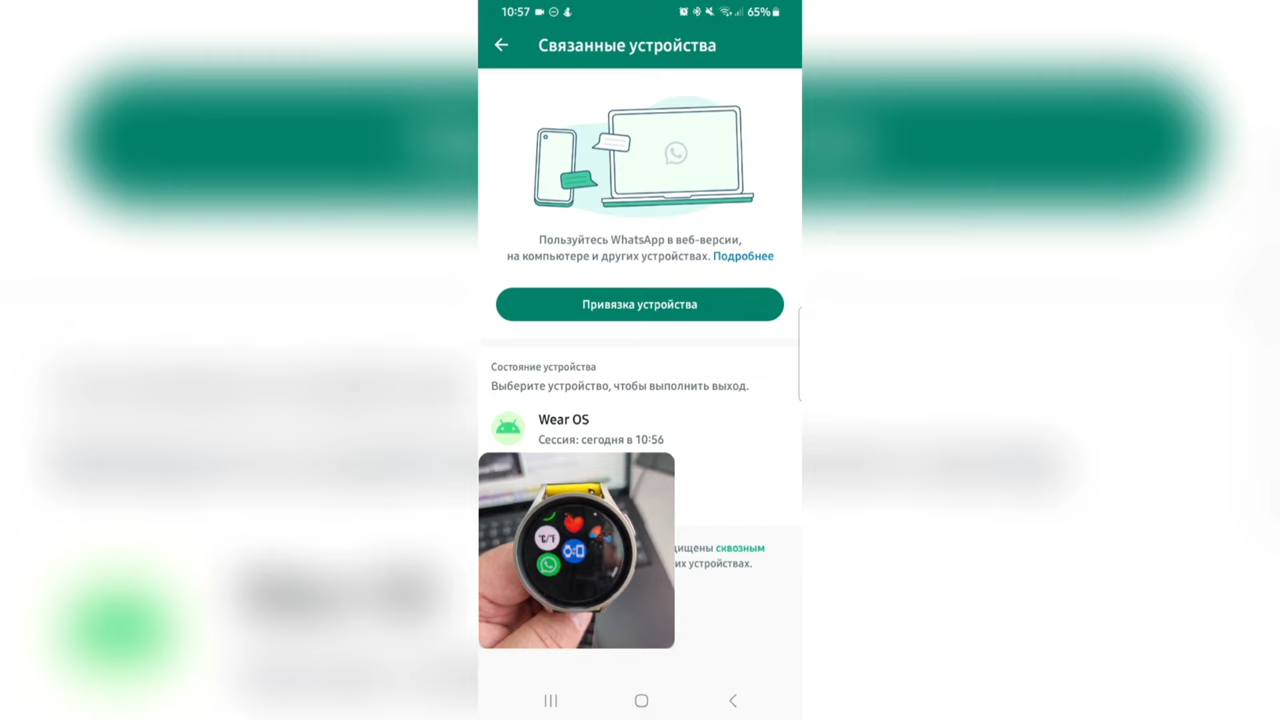 10:57
65%
Связанные устройства
Пользуйтесь WhatsApp в веб-версии,
на компьютере и других устройствах. Подробнее
Привязка устройства
Состояние устройства
Выберите устройство, чтобы выполнить выход.
Wear OS
Сессия: сегодня в 10:56
сквозным
их устройствах.
°C/°F